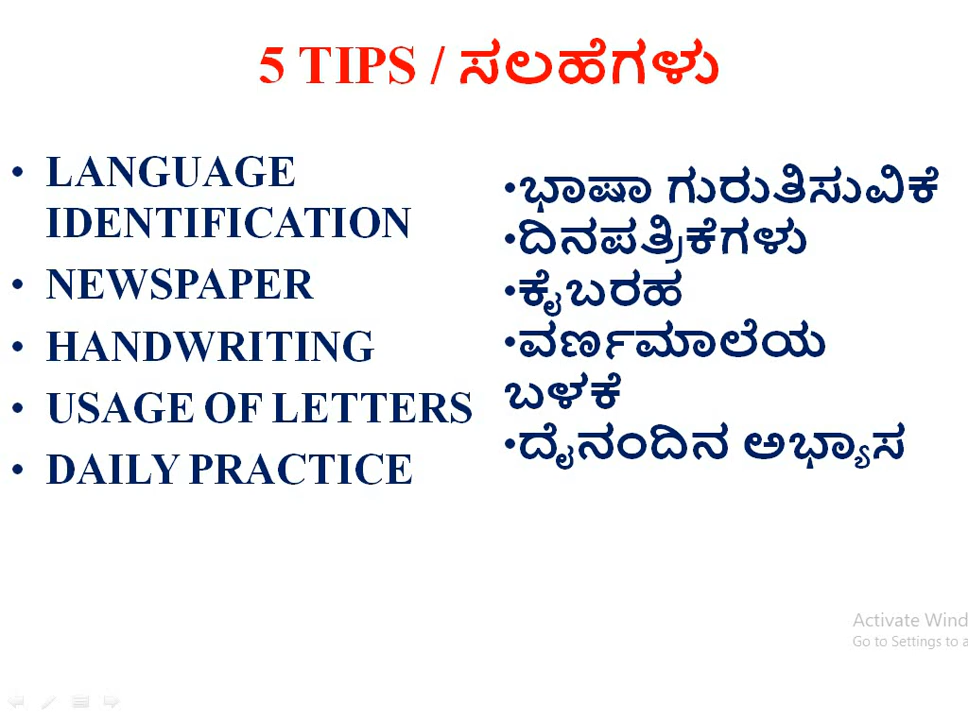 5 TIPS / ಸಲಹೆಗಳು
• LANGUAGE
IDENTIFICATION
• NEWSPAPER
• HANDWRITING
• USAGE OF LETTERS
• DAILY PRACTICE
•ಭಾಷಾ ಗುರುತಿಸುವಿಕೆ
•ದಿನಪತ್ರಿಕೆಗಳು
•ಕೈಬರಹ
•ವರ್ಣಮಾಲೆಯ
ಬಳಕೆ
•ದೈನಂದಿನ ಅಭ್ಯಾಸ
Activate Wind
Go to Settings to a